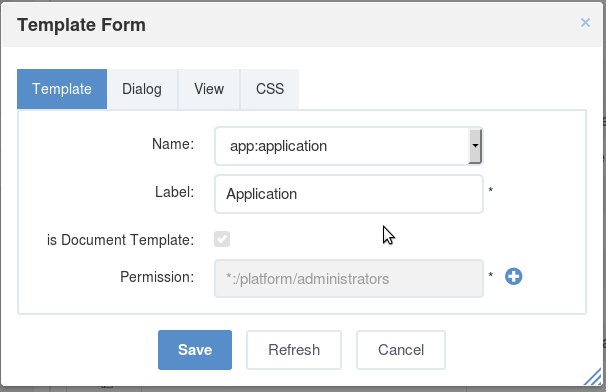 Template Form ×
Template Dialog View CSS
Name: app:application
Label: Application *
is Document Template:
Permission: *:/platform/administrators *
Save Refresh Cancel